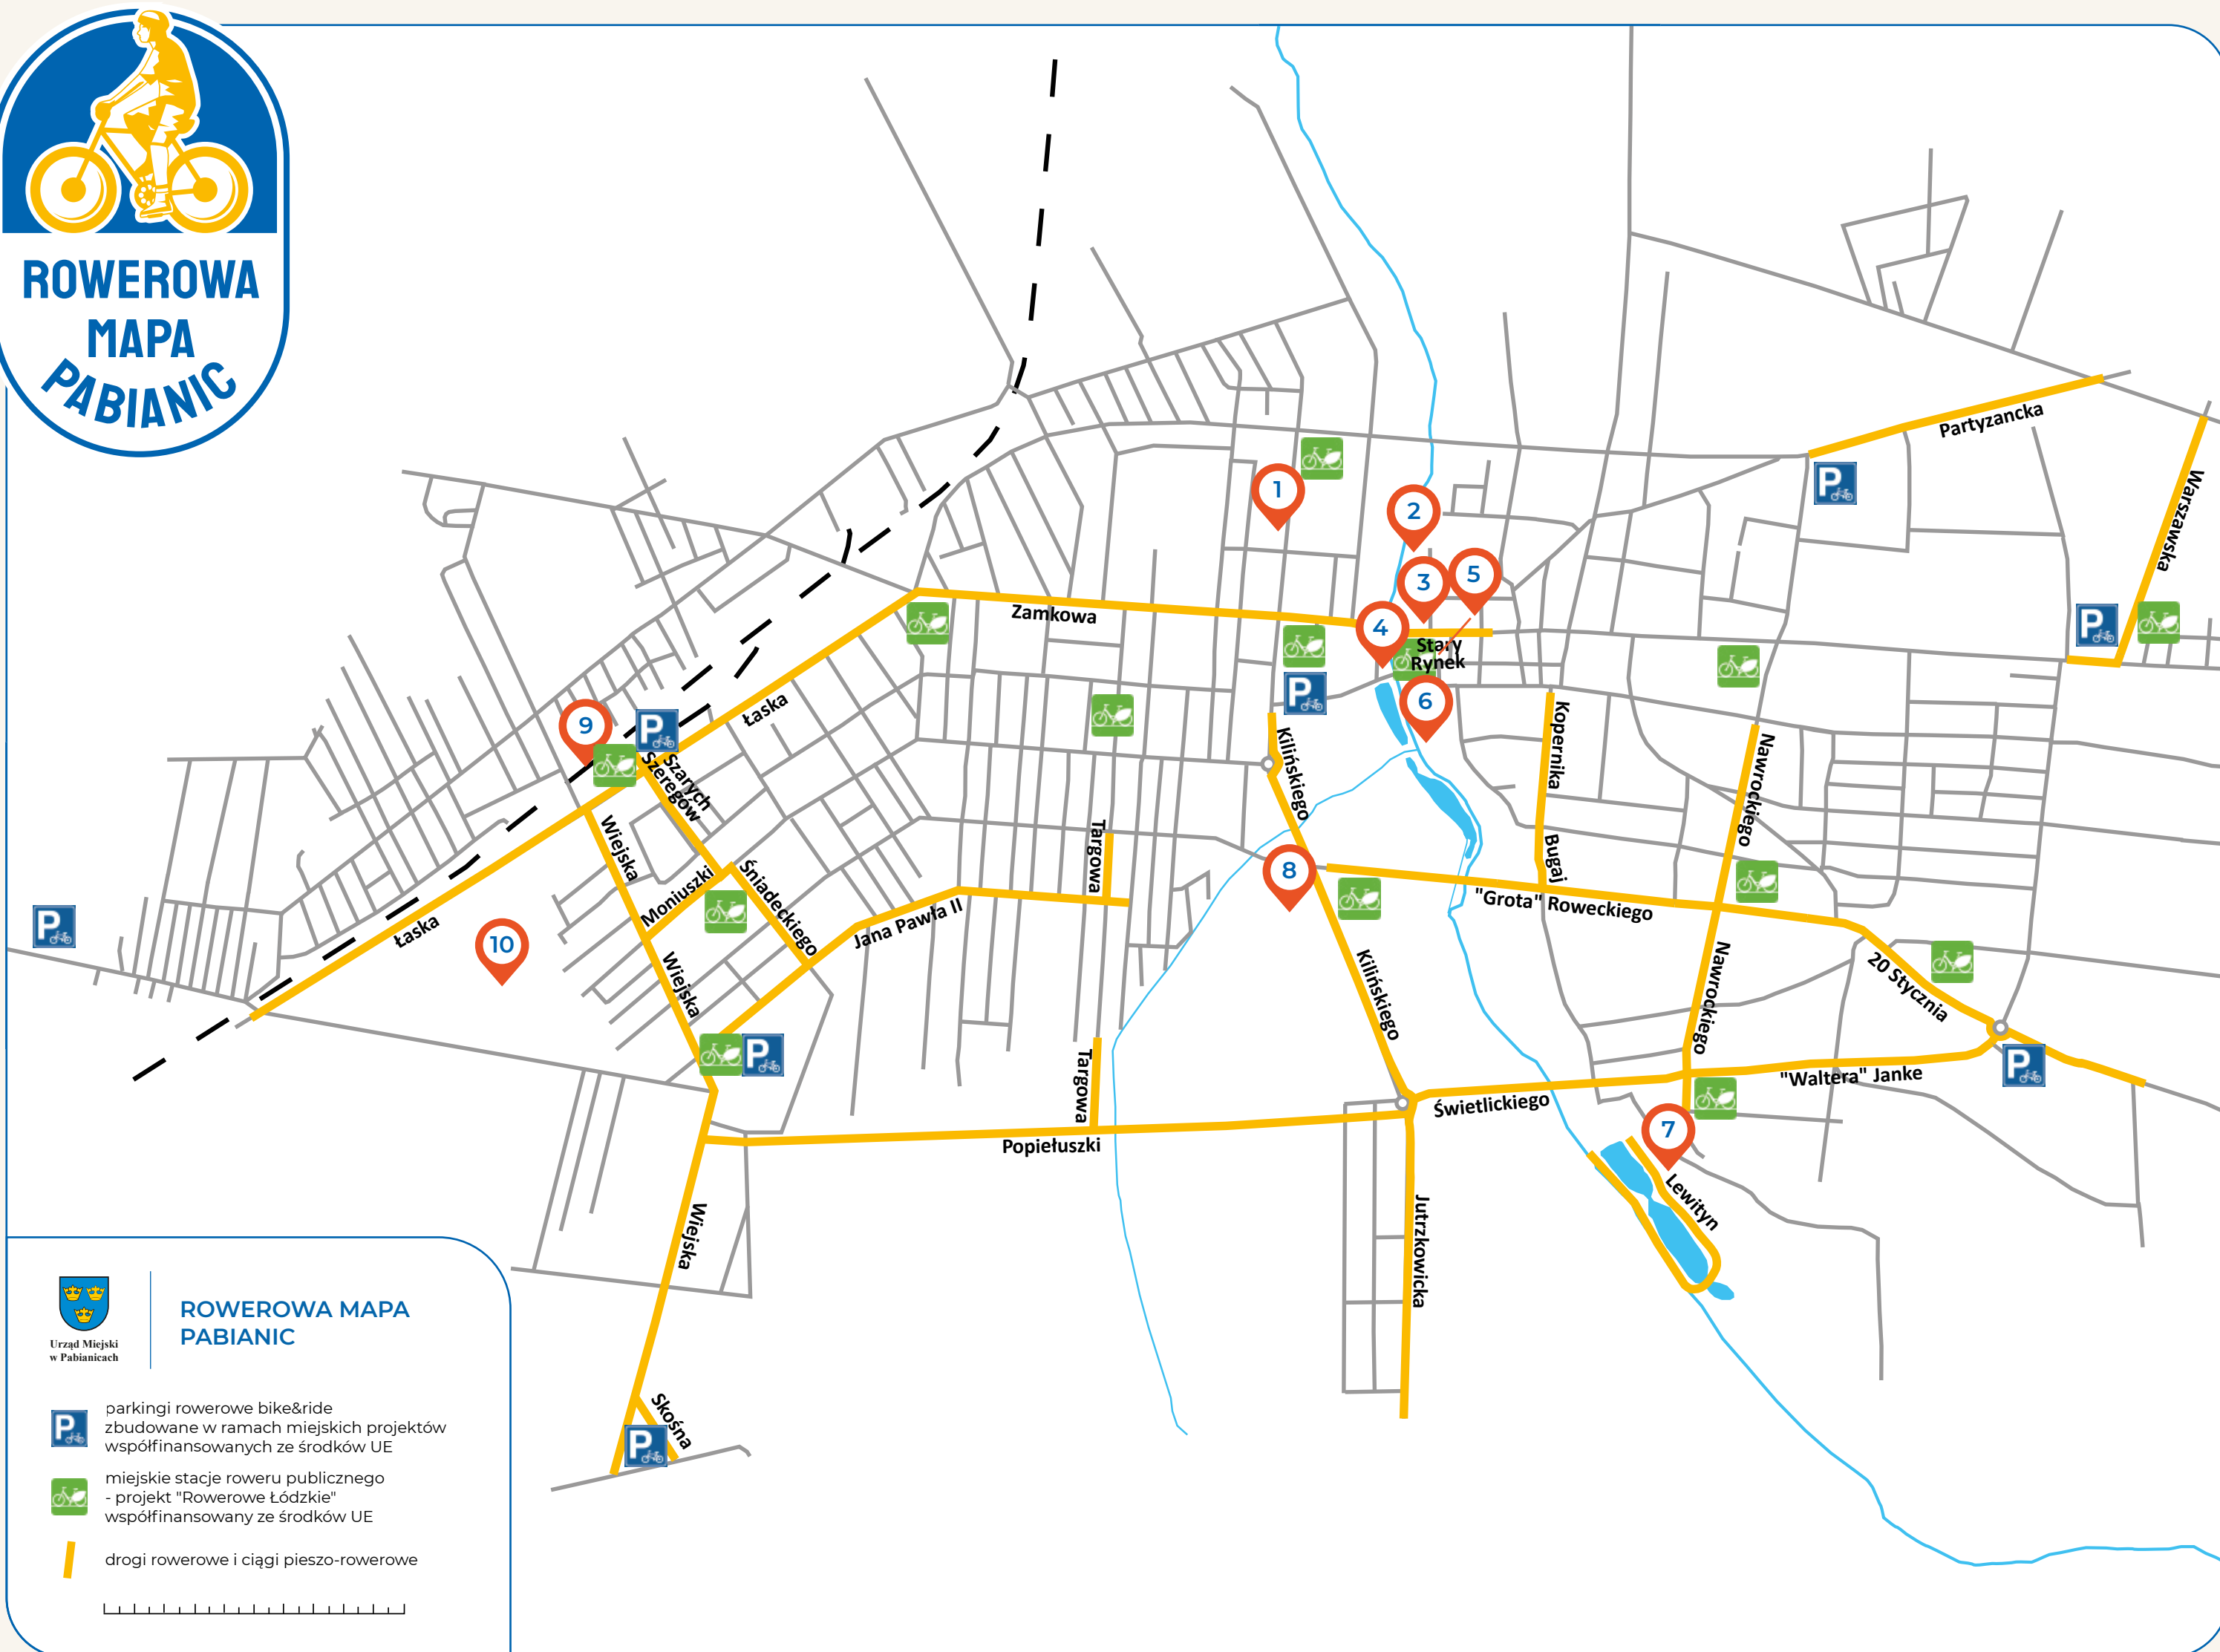 ROWEROWA
MAPA
PABIANIC
Partyzancka
Warszawska
1
2
3
5
4
Zamkowa
Stary
Rynek
6
Łaska
9
Szarych
Szeregów
Kilińskiego
Kopernika
Nawrockiego
Wiejska
Targowa
Bugaj
8
Moniuszki
Śniadeckiego
"Grota" Roweckiego
Jana Pawła II
Łaska
10
Wiejska
Kilińskiego
Nawrockiego
20 Stycznia
Targowa
"Waltera" Janke
Świetlickiego
7
Popiełuszki
Lewityn
Wiejska
Jutrzkowicka
Skośna
P
P
P
P
P
P
P
P
Urząd Miejski
w Pabianicach
ROWEROWA MAPA
PABIANIC
P
parkingi rowerowe bike&ride
zbudowane w ramach miejskich projektów
współfinansowanych ze środków UE
miejskie stacje roweru publicznego
- projekt "Rowerowe Łódzkie"
współfinansowany ze środków UE
drogi rowerowe i ciągi pieszo-rowerowe